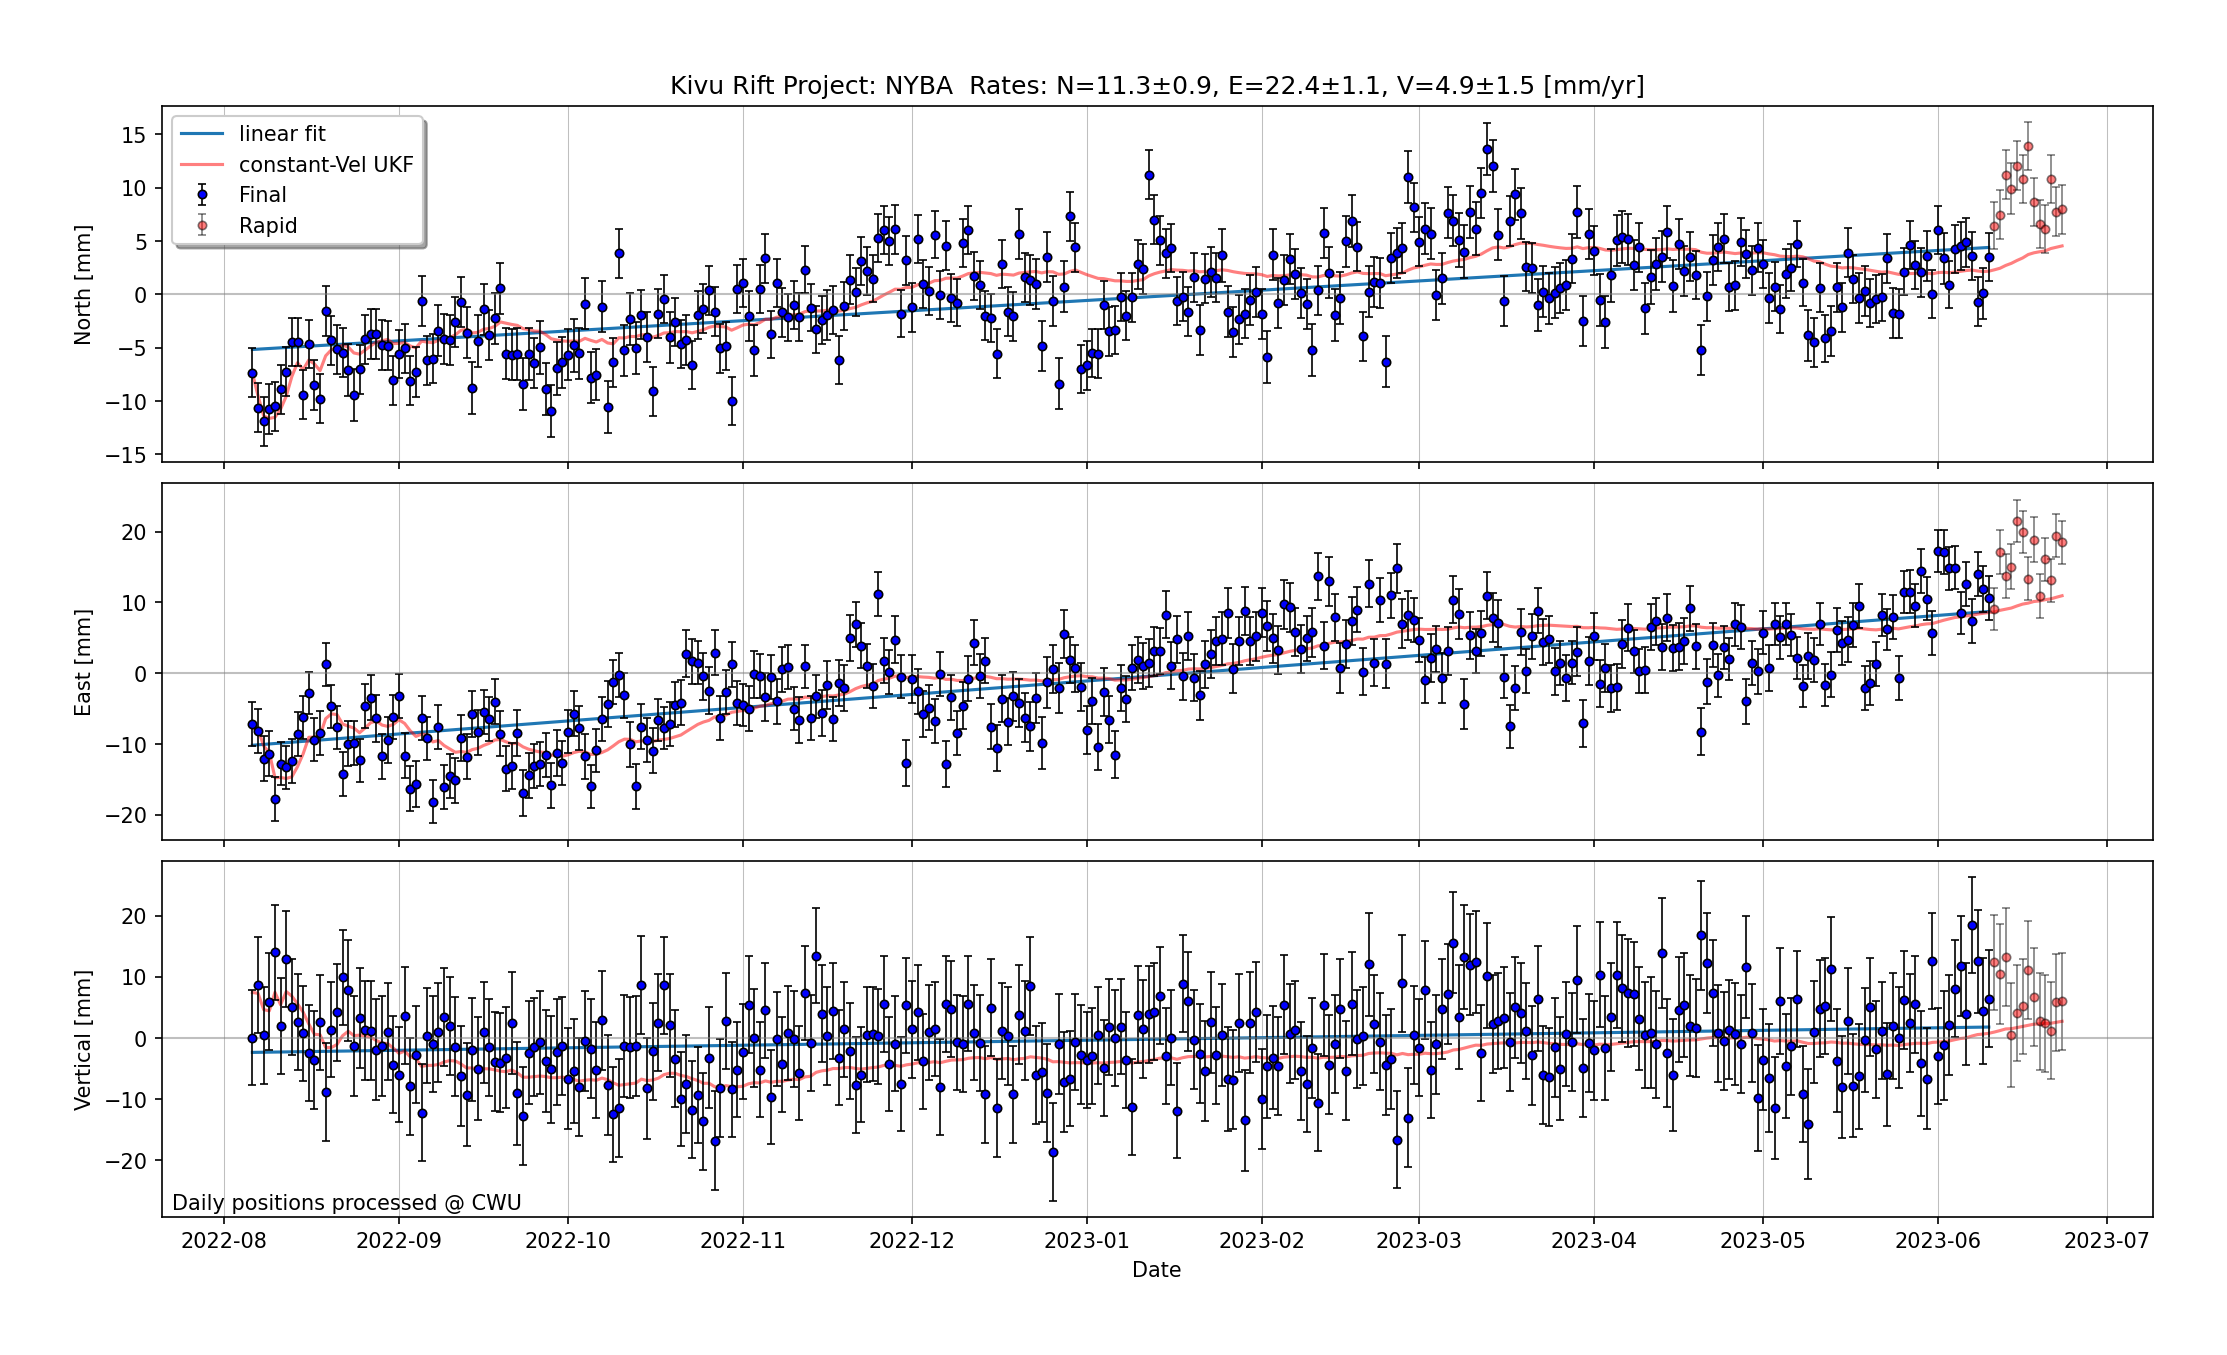 Kivu Rift Project: NYBA  Rates: N=11.3±0.9, E=22.4±1.1, V=4.9±1.5 [mm/yr]
linear fit
constant-Vel UKF
Final
Rapid
North [mm]
15
10
5
0
−5
−10
−15
East [mm]
20
10
0
−10
−20
Vertical [mm]
20
10
0
−10
−20
Daily positions processed @ CWU
2022-08 2022-09 2022-10 2022-11 2022-12 2023-01 2023-02 2023-03 2023-04 2023-05 2023-06 2023-07
Date